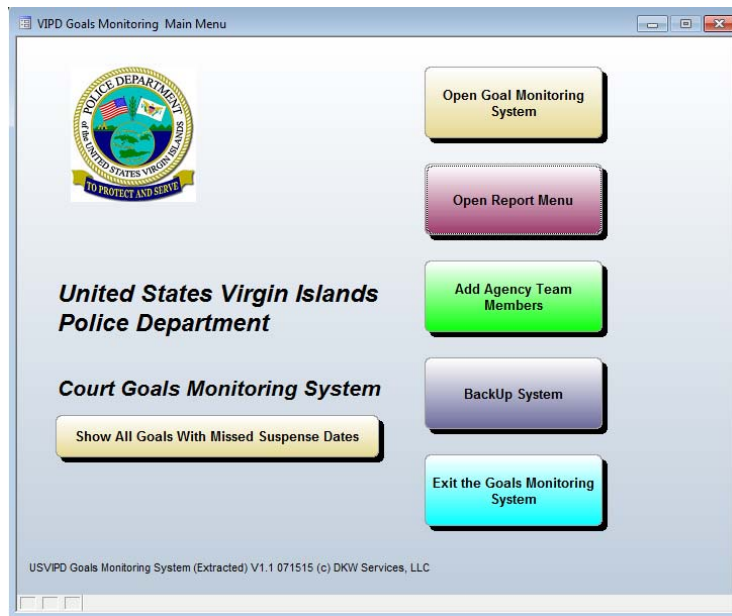 VIPD Goals Monitoring Main Menu
POLICE DEPARTMENT
of the UNITED STATES VIRGIN ISLANDS
TO PROTECT AND SERVE
United States Virgin Islands
Police Department
Court Goals Monitoring System
Show All Goals With Missed Suspense Dates
Open Goal Monitoring
System
Open Report Menu
Add Agency Team
Members
BackUp System
Exit the Goals Monitoring
System
USVIPD Goals Monitoring System (Extracted) V1.1 071515 (c) DKW Services, LLC